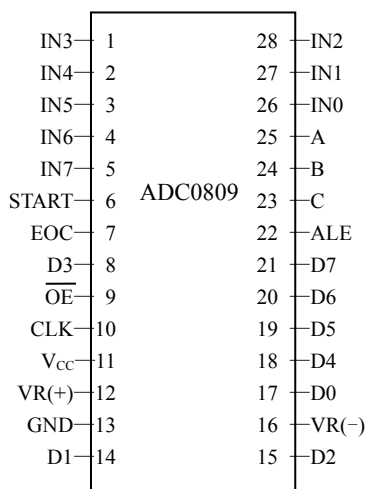 IN3 1 28 IN2
IN4 2 27 IN1
IN5 3 26 IN0
IN6 4 25 A
IN7 5 24 B
START 6 ADC0809 23 C
EOC 7 22 ALE
D3 8 21 D7
O̅E̅ 9 20 D6
CLK 10 19 D5
V_CC 11 18 D4
VR(+) 12 17 D0
GND 13 16 VR(−)
D1 14 15 D2